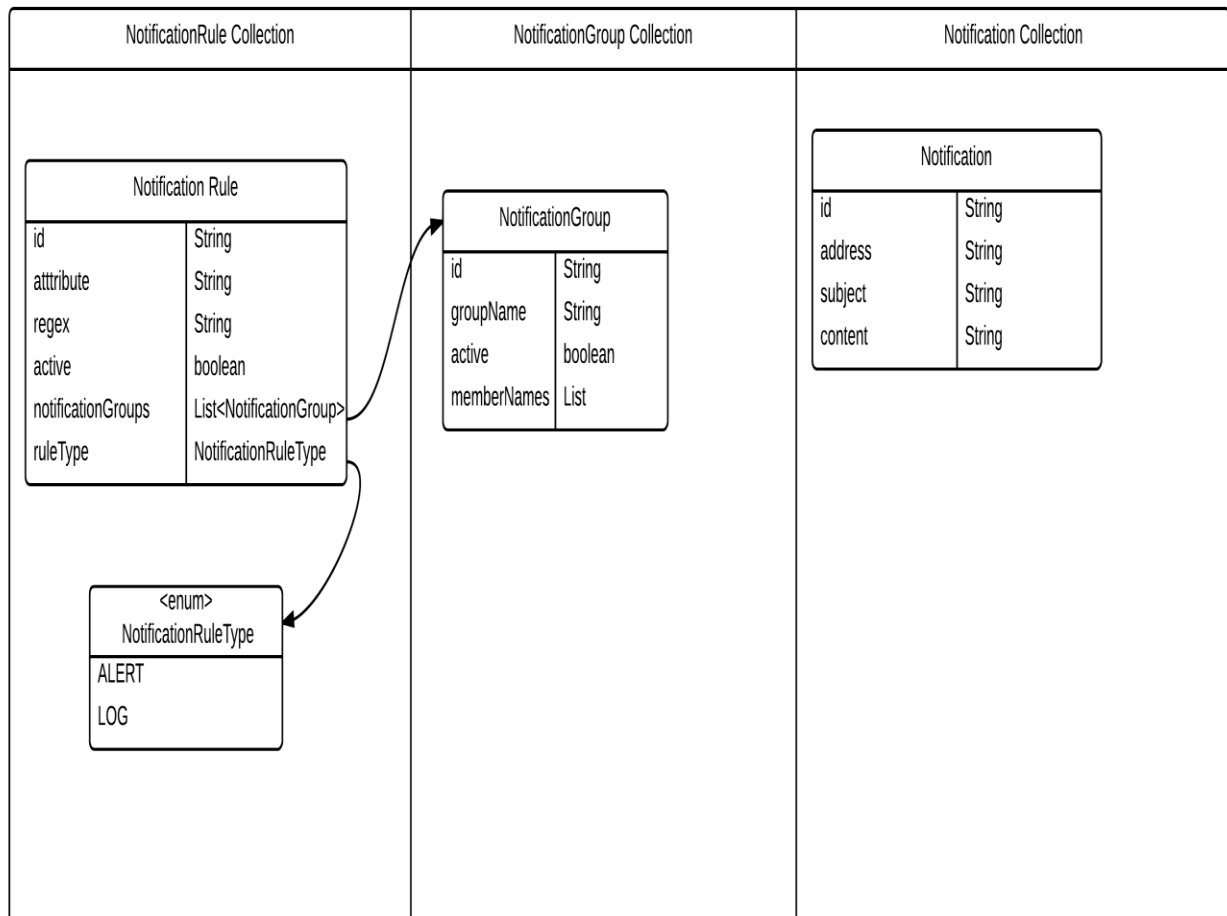 NotificationRule Collection
NotificationGroup Collection
Notification Collection
Notification Rule
id String
atttribute String
regex String
active boolean
notificationGroups List<NotificationGroup>
ruleType NotificationRuleType
<enum>
NotificationRuleType
ALERT
LOG
NotificationGroup
id String
groupName String
active boolean
memberNames List
Notification
id String
address String
subject String
content String